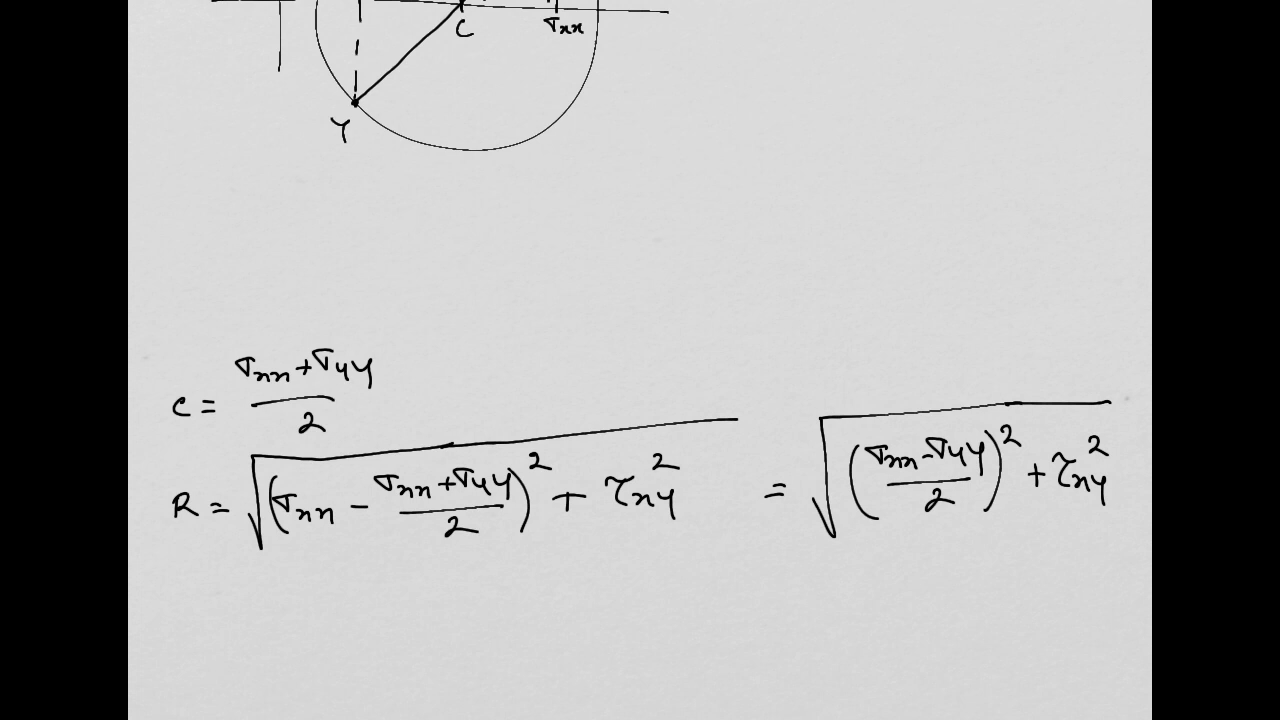 C σxx
Y
C = (σxx + σyy) / 2
R = √((σxx - (σxx + σyy)/2)² + τxy²) = √(((σxx - σyy)/2)² + τxy²)